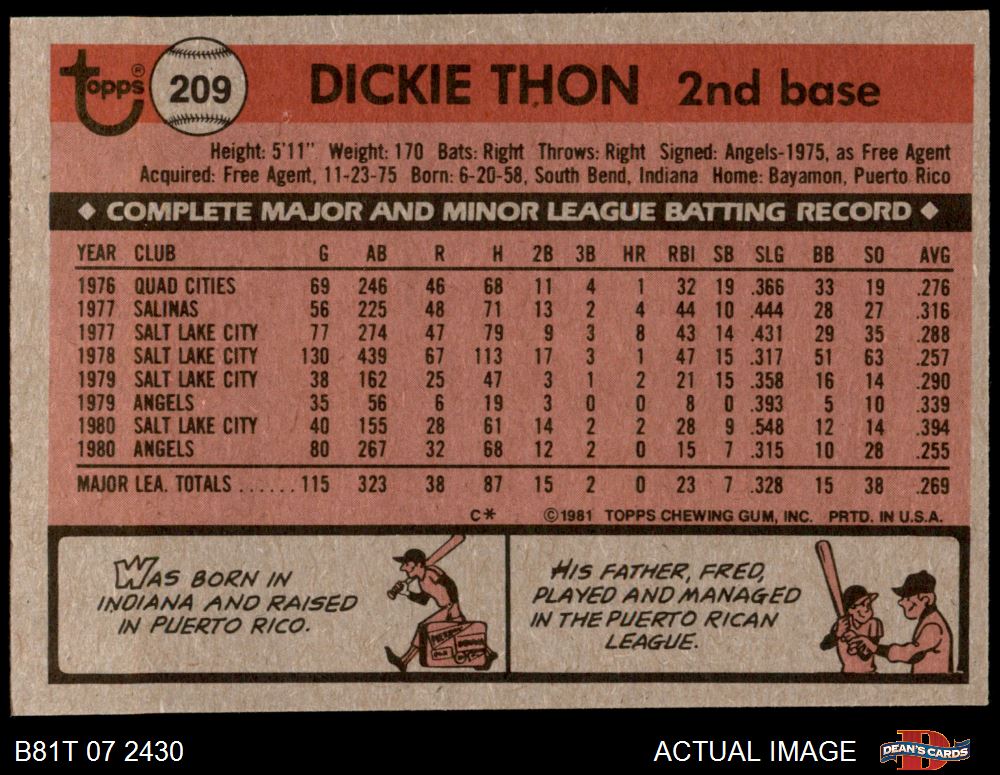 Topps® 209 DICKIE THON 2nd base
Height: 5'11" Weight: 170 Bats: Right Throws: Right Signed: Angels-1975, as Free Agent
Acquired: Free Agent, 11-23-75 Born: 6-20-58, South Bend, Indiana Home: Bayamon, Puerto Rico
◆ COMPLETE MAJOR AND MINOR LEAGUE BATTING RECORD ◆
YEAR CLUB G AB R H 2B 3B HR RBI SB SLG BB SO AVG
1976 QUAD CITIES 69 246 46 68 11 4 1 32 19 .366 33 19 .276
1977 SALINAS 56 225 48 71 13 2 4 44 10 .444 28 27 .316
1977 SALT LAKE CITY 77 274 47 79 9 3 8 43 14 .431 29 35 .288
1978 SALT LAKE CITY 130 439 67 113 17 3 1 47 15 .317 51 63 .257
1979 SALT LAKE CITY 38 162 25 47 3 1 2 21 15 .358 16 14 .290
1979 ANGELS 35 56 6 19 3 0 0 8 0 .393 5 10 .339
1980 SALT LAKE CITY 40 155 28 61 14 2 2 28 9 .548 12 14 .394
1980 ANGELS 80 267 32 68 12 2 0 15 7 .315 10 28 .255
MAJOR LEA. TOTALS ...... 115 323 38 87 15 2 0 23 7 .328 15 38 .269
C* ©1981 TOPPS CHEWING GUM, INC. PRTD. IN U.S.A.
WAS BORN IN
INDIANA AND RAISED
IN PUERTO RICO.
HIS FATHER, FRED,
PLAYED AND MANAGED
IN THE PUERTO RICAN
LEAGUE.
B81T 07 2430 ACTUAL IMAGE DEAN'S CARDS